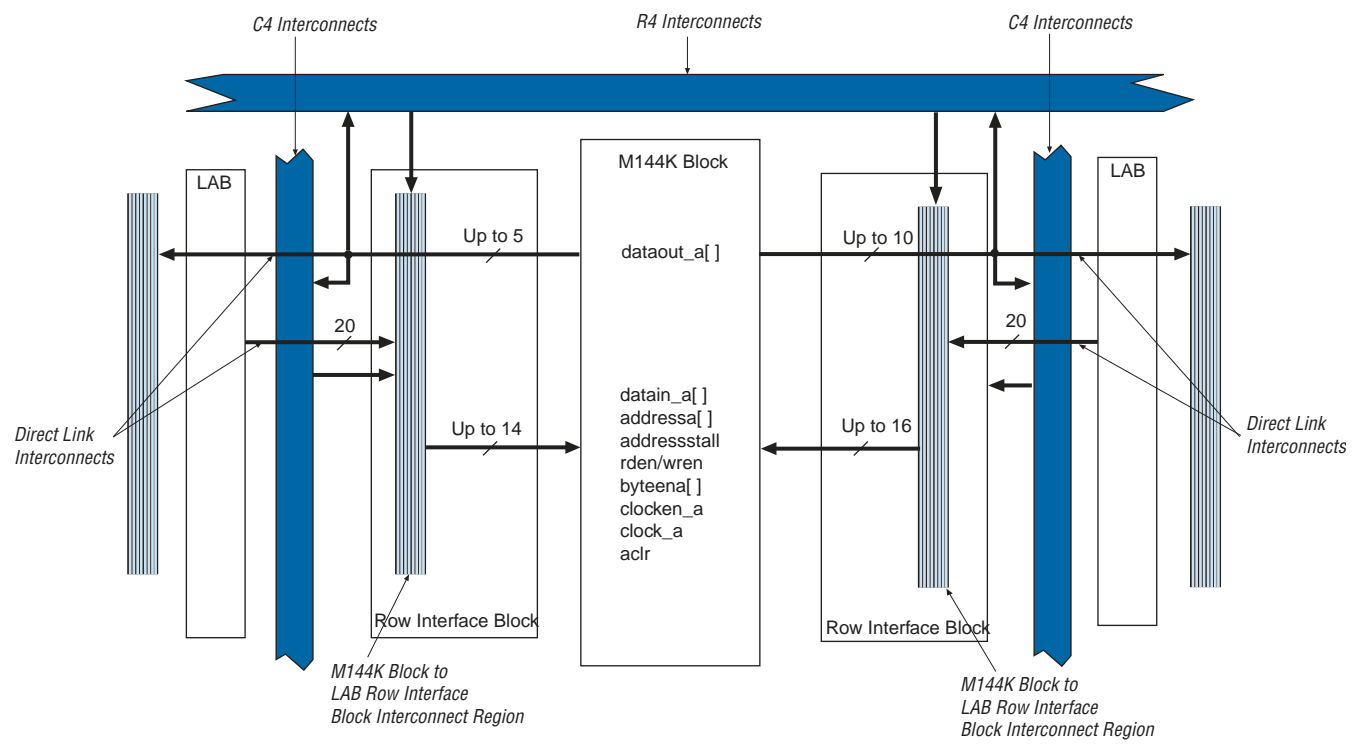 C4 Interconnects
R4 Interconnects
C4 Interconnects
M144K Block
LAB
LAB
Up to 5
dataout_a[ ]
Up to 10
20
20
datain_a[ ]
addressa[ ]
addressstall
rden/wren
byteena[ ]
clocken_a
clock_a
aclr
Up to 14
Up to 16
Direct Link
Interconnects
Direct Link
Interconnects
Row Interface Block
Row Interface Block
M144K Block to
LAB Row Interface
Block Interconnect Region
M144K Block to
LAB Row Interface
Block Interconnect Region